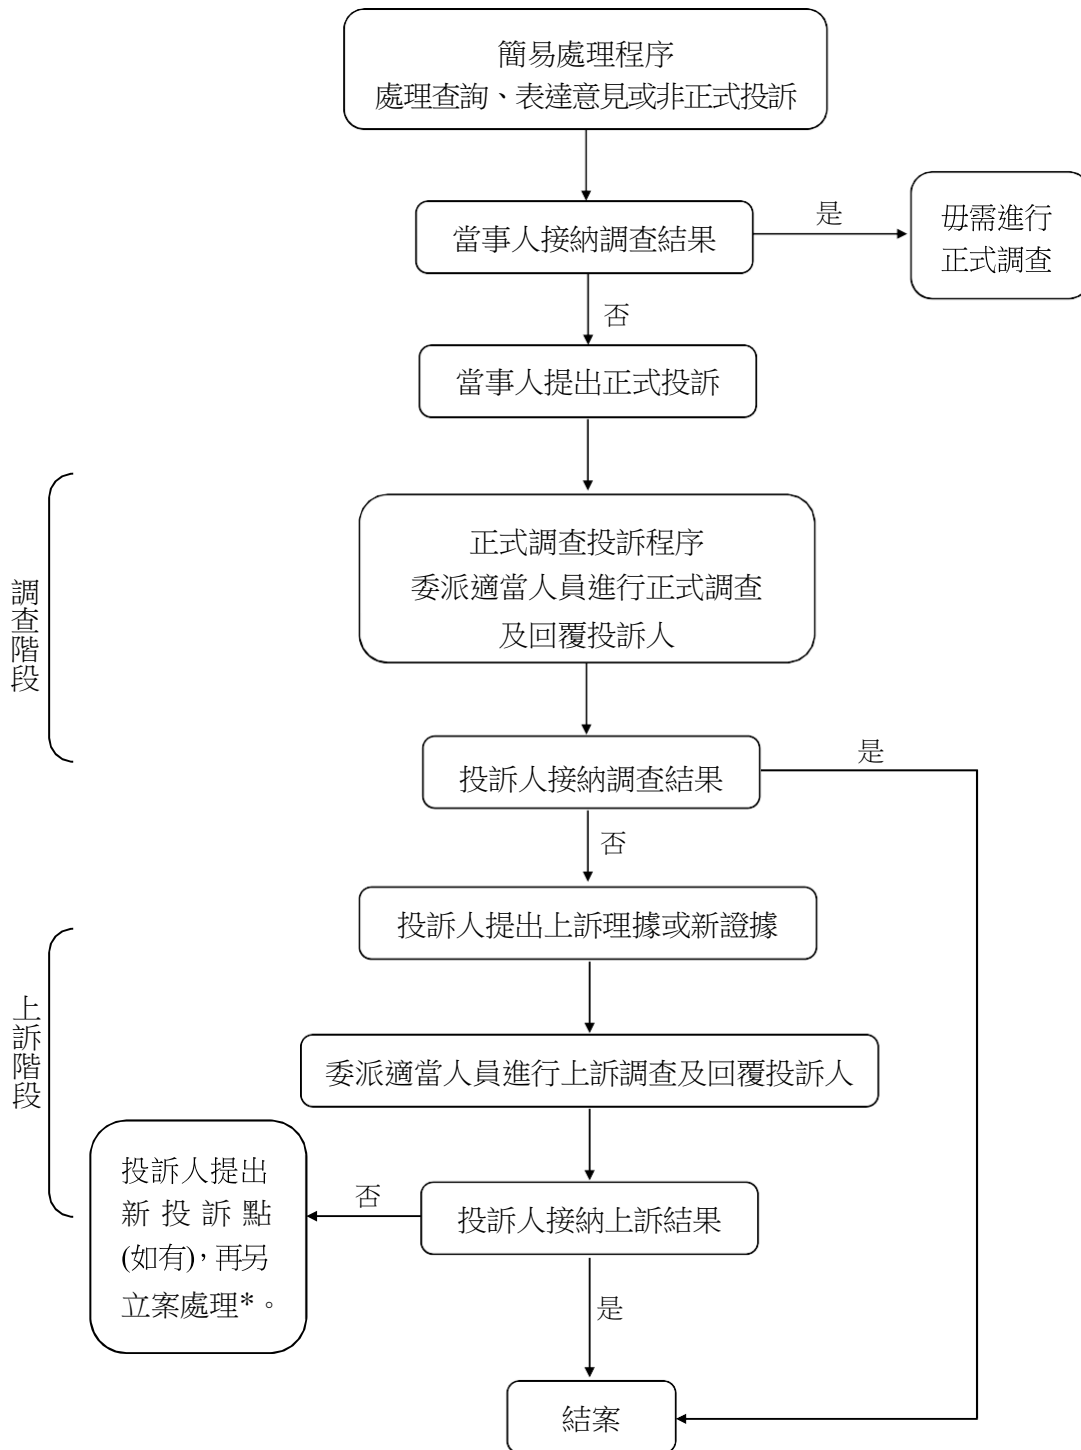 簡易處理程序
處理查詢、表達意見或非正式投訴
當事人接納調查結果
是
毋需進行
正式調查
否
當事人提出正式投訴
調查階段
正式調查投訴程序
委派適當人員進行正式調查
及回覆投訴人
投訴人接納調查結果
是
否
上訴階段
投訴人提出上訴理據或新證據
委派適當人員進行上訴調查及回覆投訴人
投訴人接納上訴結果
否
投訴人提出
新投訴點
(如有)，再另
立案處理*。
是
結案